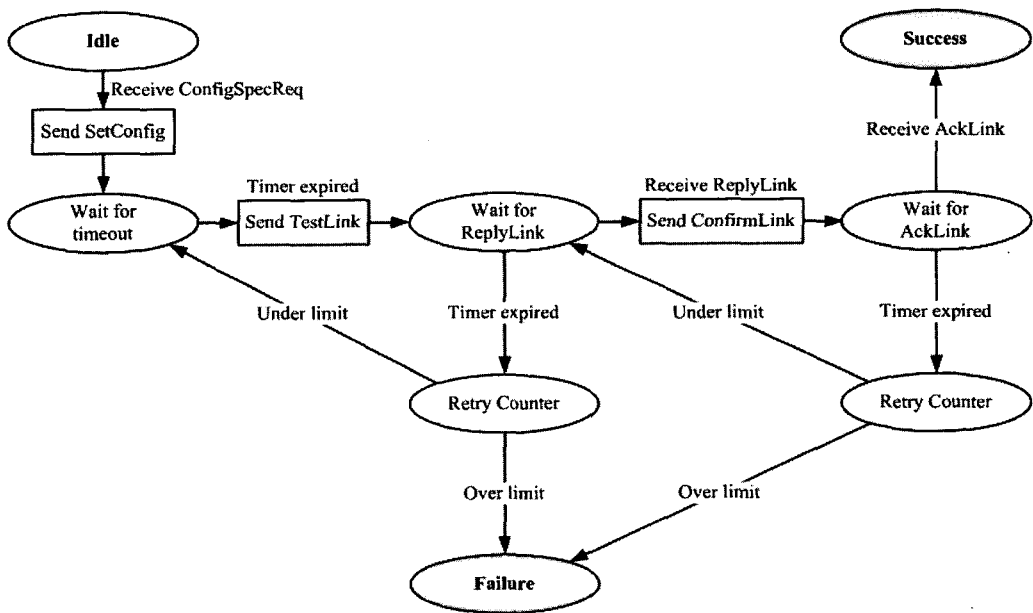 Idle
Success
Receive ConfigSpecReq
Send SetConfig
Receive AckLink
Timer expired
Receive ReplyLink
Wait for
timeout
Send TestLink
Wait for
ReplyLink
Send ConfirmLink
Wait for
AckLink
Under limit
Timer expired
Under limit
Timer expired
Retry Counter
Retry Counter
Over limit
Over limit
Failure